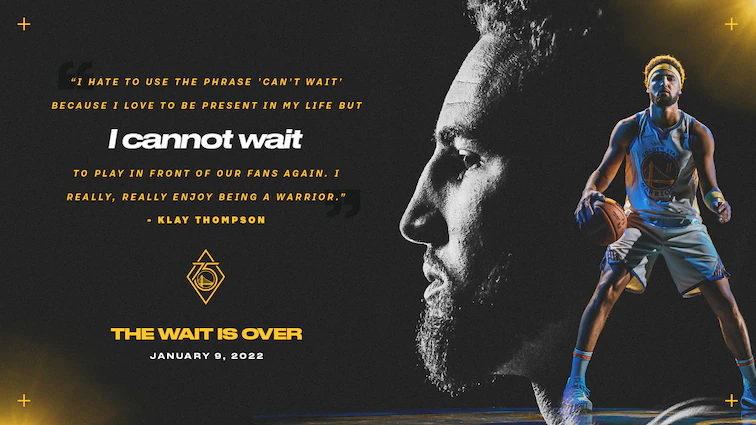 “I HATE TO USE THE PHRASE 'CAN'T WAIT'
BECAUSE I LOVE TO BE PRESENT IN MY LIFE BUT
I cannot wait
TO PLAY IN FRONT OF OUR FANS AGAIN. I
REALLY, REALLY ENJOY BEING A WARRIOR.”
- KLAY THOMPSON
75
THE WAIT IS OVER
JANUARY 9, 2022